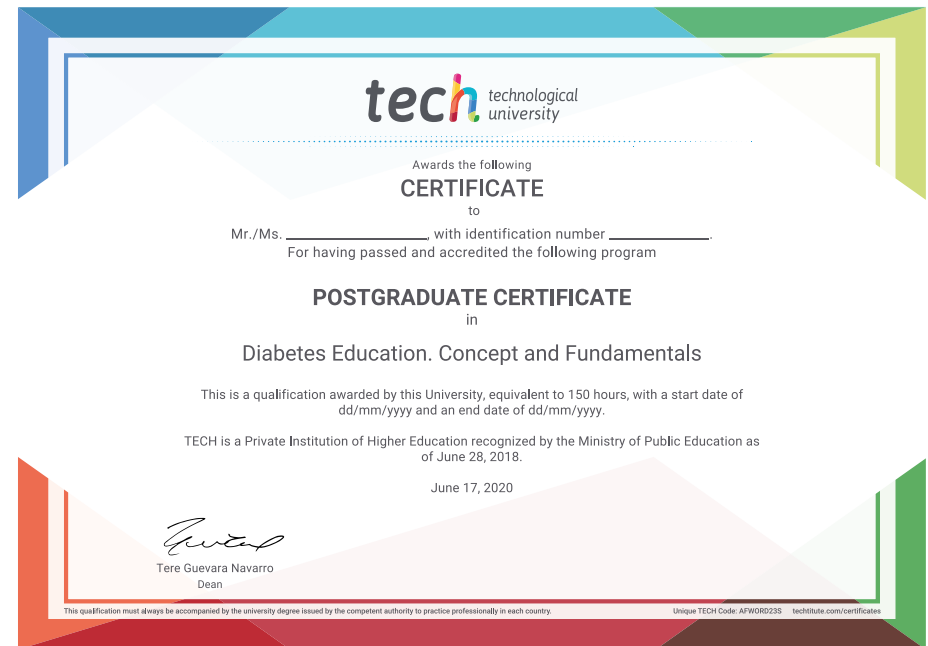 tech technological
university
Awards the following
CERTIFICATE
to
Mr./Ms. ____________________, with identification number ______________.
For having passed and accredited the following program
POSTGRADUATE CERTIFICATE
in
Diabetes Education. Concept and Fundamentals
This is a qualification awarded by this University, equivalent to 150 hours, with a start date of
dd/mm/yyyy and an end date of dd/mm/yyyy.
TECH is a Private Institution of Higher Education recognized by the Ministry of Public Education as
of June 28, 2018.
June 17, 2020
Tere Guevara Navarro
Dean
This qualification must always be accompanied by the university degree issued by the competent authority to practice professionally in each country.
Unique TECH Code: AFWORD23S techtitute.com/certificates